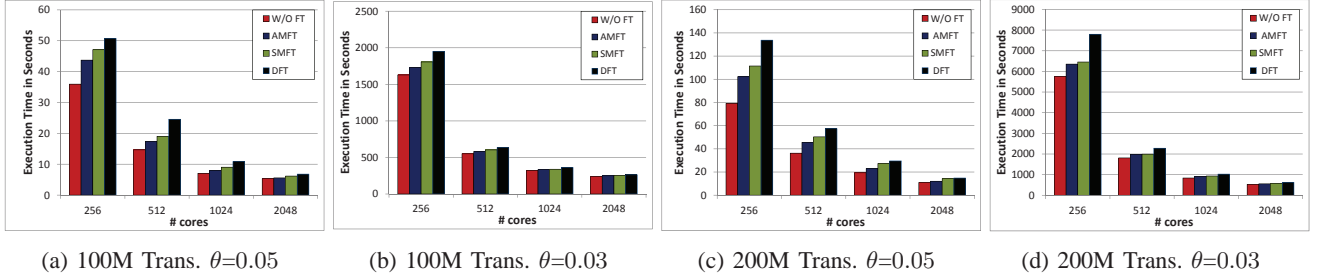 Execution Time in Seconds
60
50
40
30
20
10
0
256
512
1024
2048
# cores
W/O FT
AMFT
SMFT
DFT
(a) 100M Trans. θ=0.05
Execution Time in Seconds
2500
2000
1500
1000
500
0
256
512
1024
2048
# cores
W/O FT
AMFT
SMFT
DFT
(b) 100M Trans. θ=0.03
Execution Time in Seconds
160
140
120
100
80
60
40
20
0
256
512
1024
2048
# cores
W/O FT
AMFT
SMFT
DFT
(c) 200M Trans. θ=0.05
Execution Time in Seconds
9000
8000
7000
6000
5000
4000
3000
2000
1000
0
256
512
1024
2048
# cores
W/O FT
AMFT
SMFT
DFT
(d) 200M Trans. θ=0.03